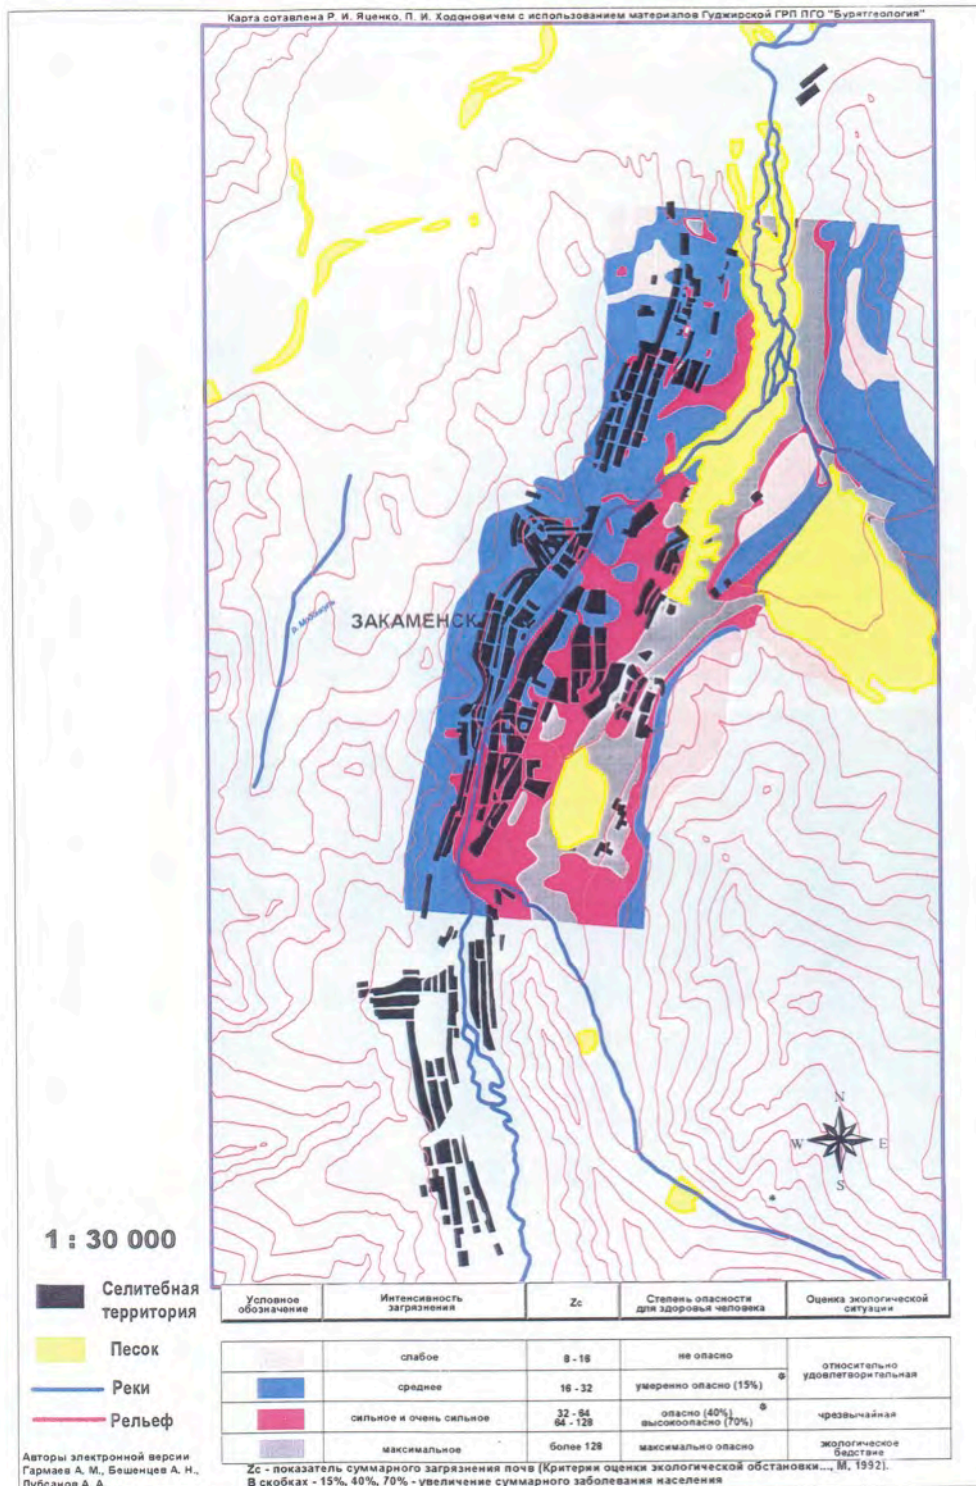 Карта сотавлена Р. И. Яценко, П. И. Ходановичем с использованием материалов Гуджирской ГРП ПГО "Бурятгеология"
ЗАКАМЕНСК
N
W
E
S
1 : 30 000
Селитебная
территория
Песок
Реки
Рельеф
Авторы электронной версии
Гармаев А. М., Бешенцев А. Н.,
Лубсанов А. А.
Условное обозначение | Интенсивность загрязнения | Zc | Степень опасности для здоровья человека | Оценка экологической ситуации
слабое | 8 - 16 | не опасно | относительно удовлетворительная
среднее | 16 - 32 | умеренно опасно (15%) *
сильное и очень сильное | 32 - 64 64 - 128 | опасно (40%) * высокоопасно (70%) | чрезвычайная
максимальное | более 128 | максимально опасно | экологическое бедствие
Zc - показатель суммарного загрязнения почв (Критерии оценки экологической обстановки..., М, 1992).
В скобках - 15%, 40%, 70% - увеличение суммарного заболевания населения